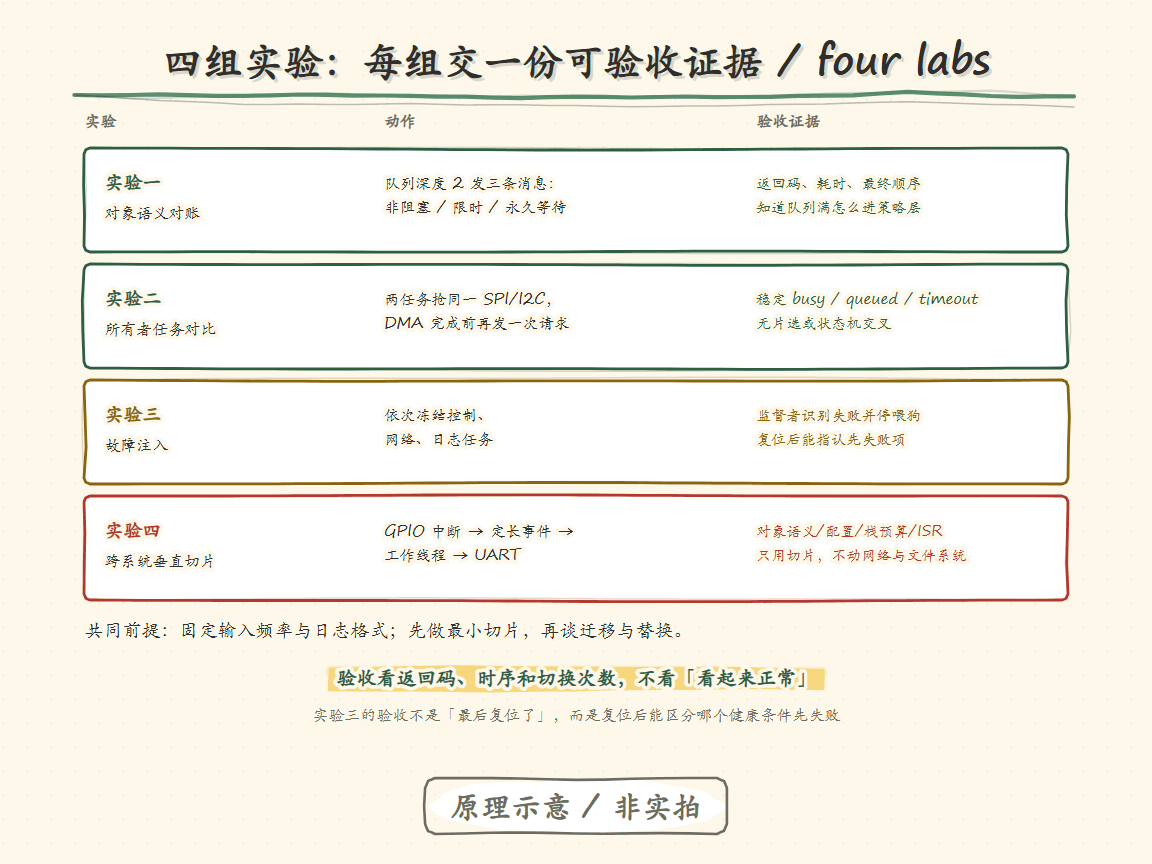 四组实验：每组交一份可验收证据 / four labs
实验
动作
验收证据
实验一
对象语义对账
队列深度 2 发三条消息：
非阻塞 / 限时 / 永久等待
返回码、耗时、最终顺序
知道队列满怎么进策略层
实验二
所有者任务对比
两任务抢同一 SPI/I2C，
DMA 完成前再发一次请求
稳定 busy / queued / timeout
无片选或状态机交叉
实验三
故障注入
依次冻结控制、
网络、日志任务
监督者识别失败并停喂狗
复位后能指认先失败项
实验四
跨系统垂直切片
GPIO 中断 → 定长事件 →
工作线程 → UART
对象语义/配置/栈预算/ISR
只用切片，不动网络与文件系统
共同前提：固定输入频率与日志格式；先做最小切片，再谈迁移与替换。
验收看返回码、时序和切换次数，不看「看起来正常」
实验三的验收不是「最后复位了」，而是复位后能区分哪个健康条件先失败
原理示意 / 非实拍